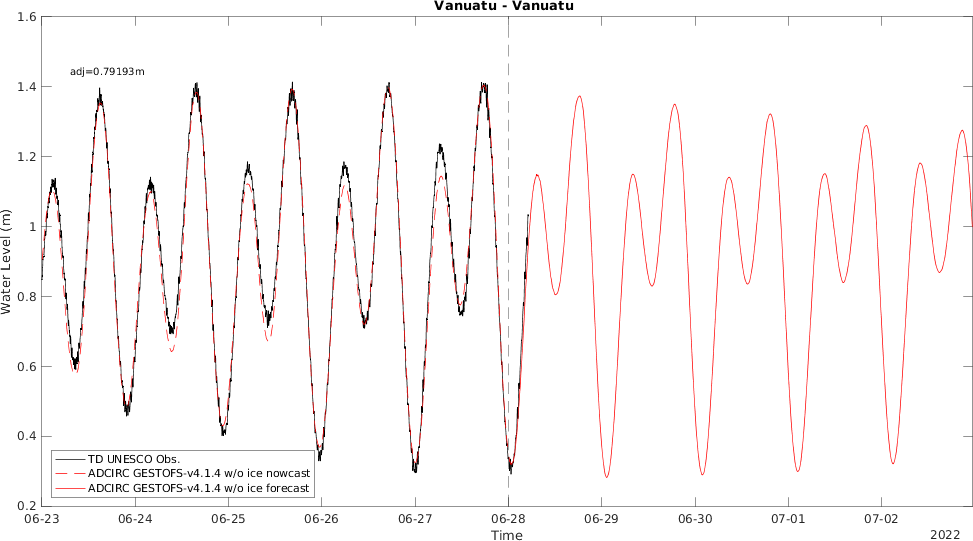 Vanuatu - Vanuatu
1.6
adj=0.79193m
1.4
1.2
1
0.8
0.6
0.4
0.2
Water Level (m)
TD UNESCO Obs.
ADCIRC GESTOFS-v4.1.4 w/o ice nowcast
ADCIRC GESTOFS-v4.1.4 w/o ice forecast
06-23 06-24 06-25 06-26 06-27 06-28 06-29 06-30 07-01 07-02
Time
2022